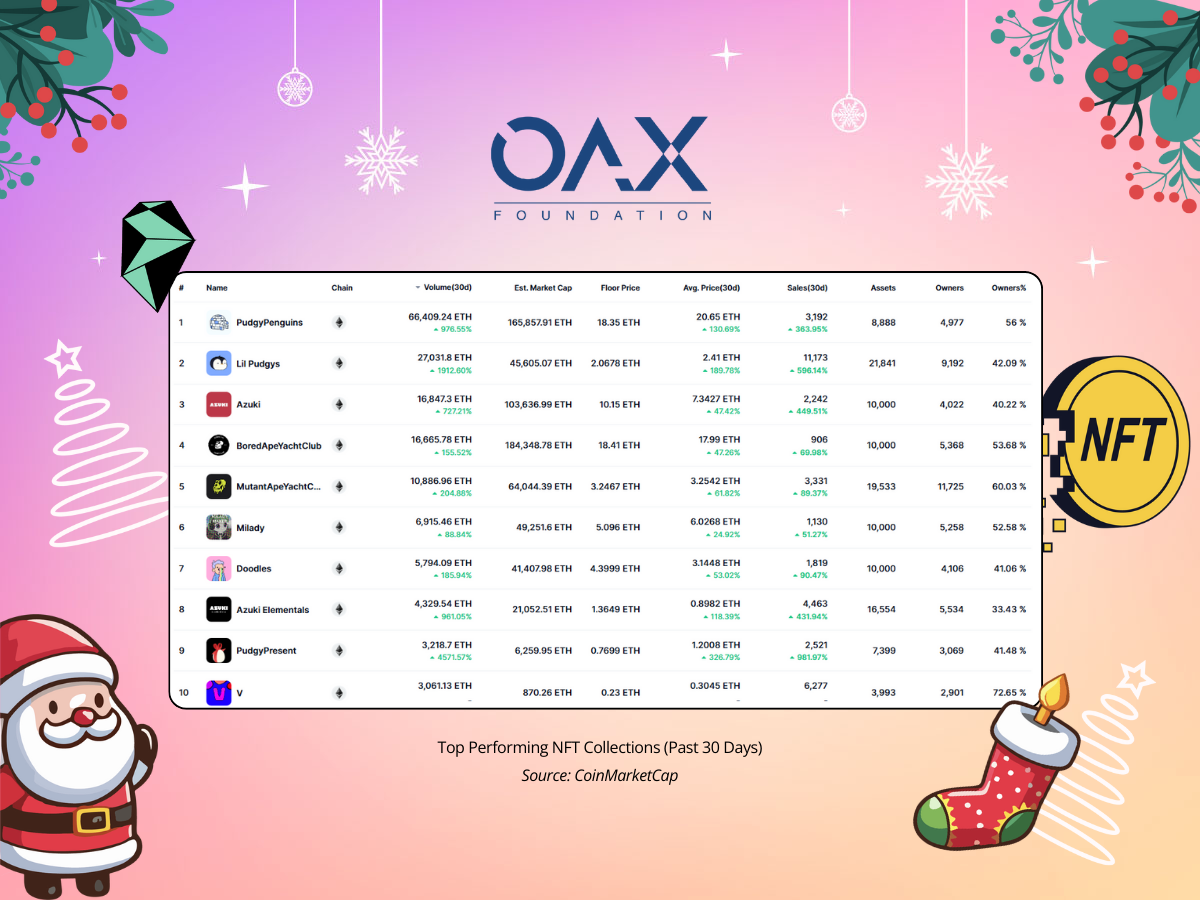 OAX
FOUNDATION
# Name Chain Volume(30d) Est. Market Cap Floor Price Avg. Price(30d) Sales(30d) Assets Owners Owners%
1 PudgyPenguins 66,409.24 ETH 165,857.91 ETH 18.35 ETH 20.65 ETH 3,192 8,888 4,977 56 %
976.55% 130.69% 363.95%
2 Lil Pudgys 27,031.8 ETH 45,605.07 ETH 2.0678 ETH 2.41 ETH 11,173 21,841 9,192 42.09 %
1912.60% 189.78% 596.14%
3 AZUKI Azuki 16,847.3 ETH 103,636.99 ETH 10.15 ETH 7.3427 ETH 2,242 10,000 4,022 40.22 %
727.21% 47.42% 449.51%
4 BoredApeYachtClub 16,665.78 ETH 184,348.78 ETH 18.41 ETH 17.99 ETH 906 10,000 5,368 53.68 %
155.52% 47.26% 69.98%
5 MutantApeYachtC... 10,886.96 ETH 64,044.39 ETH 3.2467 ETH 3.2542 ETH 3,331 19,533 11,725 60.03 %
204.88% 61.82% 89.37%
6 Milady 6,915.46 ETH 49,251.6 ETH 5.096 ETH 6.0268 ETH 1,130 10,000 5,258 52.58 %
88.84% 24.92% 51.27%
7 Doodles 5,794.09 ETH 41,407.98 ETH 4.3999 ETH 3.1448 ETH 1,819 10,000 4,106 41.06 %
185.94% 53.02% 90.47%
8 AZUKI Azuki Elementals 4,329.54 ETH 21,052.51 ETH 1.3649 ETH 0.8982 ETH 4,463 16,554 5,534 33.43 %
961.05% 118.39% 431.94%
9 PudgyPresent 3,218.7 ETH 6,259.95 ETH 0.7699 ETH 1.2008 ETH 2,521 7,399 3,069 41.48 %
4571.57% 326.79% 981.97%
10 V V 3,061.13 ETH 870.26 ETH 0.23 ETH 0.3045 ETH 6,277 3,993 2,901 72.65 %
- - -
NFT
Top Performing NFT Collections (Past 30 Days)
Source: CoinMarketCap